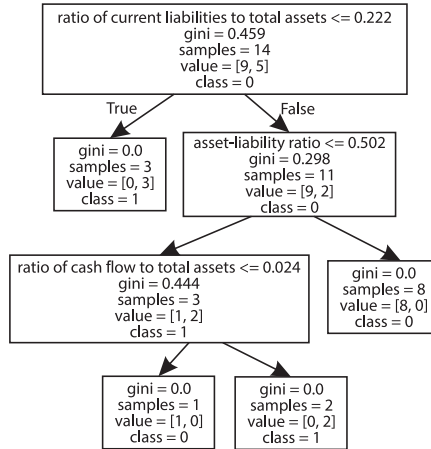 ratio of current liabilities to total assets <= 0.222
gini = 0.459
samples = 14
value = [9, 5]
class = 0
True
False
gini = 0.0
samples = 3
value = [0, 3]
class = 1
asset-liability ratio <= 0.502
gini = 0.298
samples = 11
value = [9, 2]
class = 0
ratio of cash flow to total assets <= 0.024
gini = 0.444
samples = 3
value = [1, 2]
class = 1
gini = 0.0
samples = 8
value = [8, 0]
class = 0
gini = 0.0
samples = 1
value = [1, 0]
class = 0
gini = 0.0
samples = 2
value = [0, 2]
class = 1